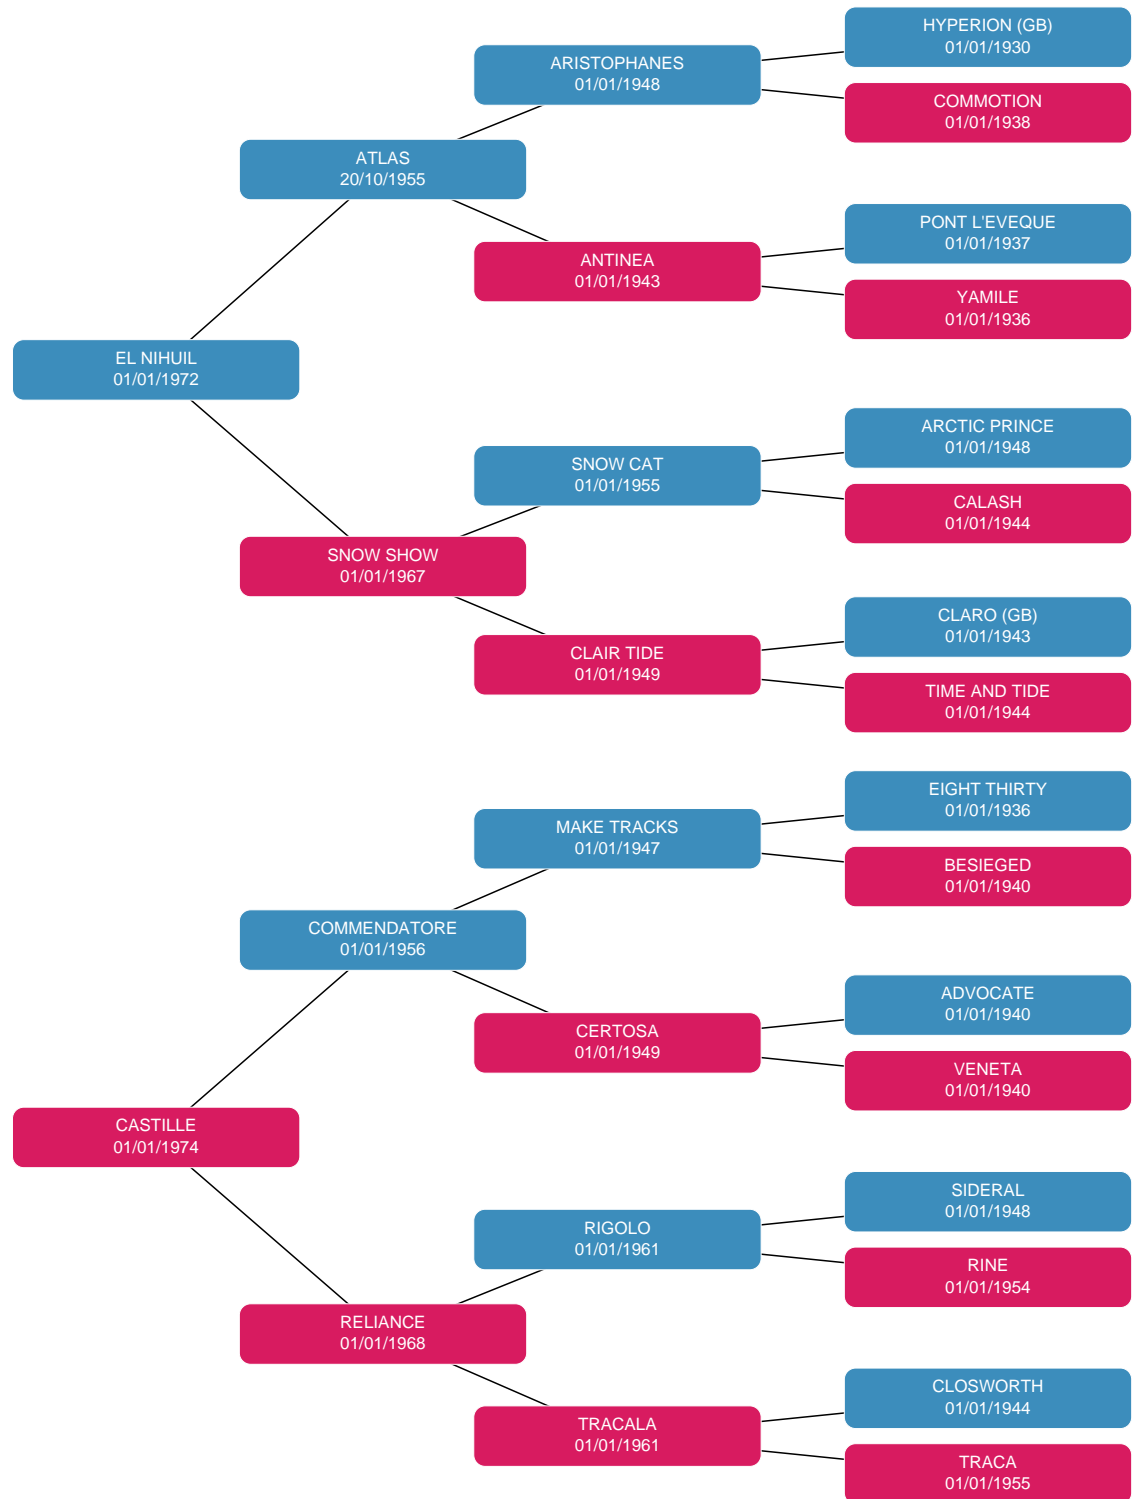 HYPERION (GB)
01/01/1930
ARISTOPHANES
01/01/1948
COMMOTION
01/01/1938
ATLAS
20/10/1955
PONT L'EVEQUE
01/01/1937
ANTINEA
01/01/1943
YAMILE
01/01/1936
EL NIHUIL
01/01/1972
ARCTIC PRINCE
01/01/1948
SNOW CAT
01/01/1955
CALASH
01/01/1944
SNOW SHOW
01/01/1967
CLARO (GB)
01/01/1943
CLAIR TIDE
01/01/1949
TIME AND TIDE
01/01/1944
EIGHT THIRTY
01/01/1936
MAKE TRACKS
01/01/1947
BESIEGED
01/01/1940
COMMENDATORE
01/01/1956
ADVOCATE
01/01/1940
CERTOSA
01/01/1949
VENETA
01/01/1940
CASTILLE
01/01/1974
SIDERAL
01/01/1948
RIGOLO
01/01/1961
RINE
01/01/1954
RELIANCE
01/01/1968
CLOSWORTH
01/01/1944
TRACALA
01/01/1961
TRACA
01/01/1955